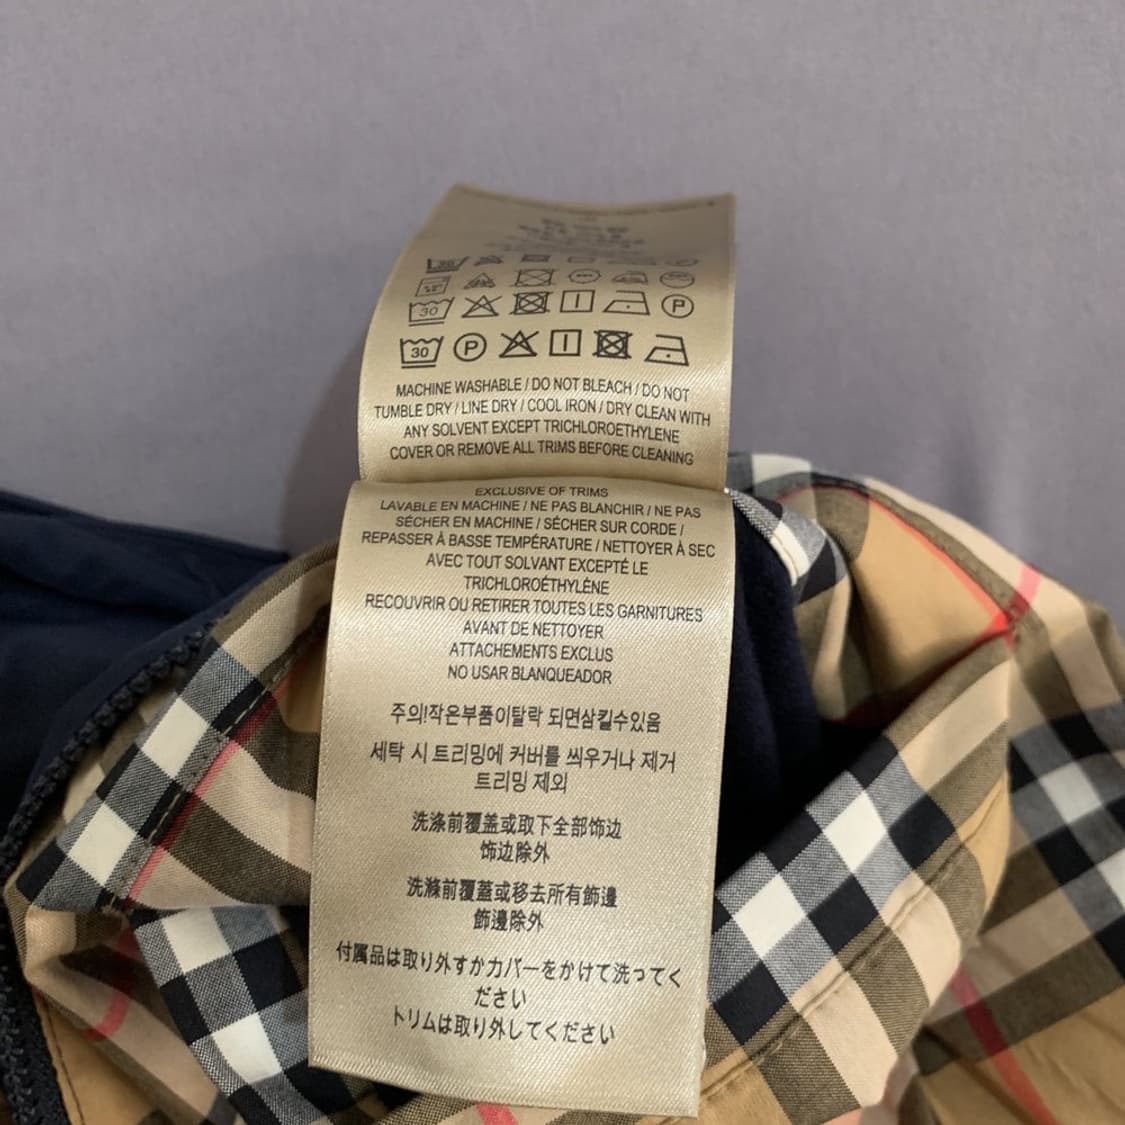 30
30 P
30 P
MACHINE WASHABLE / DO NOT BLEACH / DO NOT
TUMBLE DRY / LINE DRY / COOL IRON / DRY CLEAN WITH
ANY SOLVENT EXCEPT TRICHLOROETHYLENE
COVER OR REMOVE ALL TRIMS BEFORE CLEANING
EXCLUSIVE OF TRIMS
LAVABLE EN MACHINE / NE PAS BLANCHIR / NE PAS
SÉCHER EN MACHINE / SÉCHER SUR CORDE /
REPASSER À BASSE TEMPÉRATURE / NETTOYER À SEC
AVEC TOUT SOLVANT EXCEPTÉ LE
TRICHLOROÉTHYLÈNE
RECOUVRIR OU RETIRER TOUTES LES GARNITURES
AVANT DE NETTOYER
ATTACHEMENTS EXCLUS
NO USAR BLANQUEADOR
주의!작은부품이탈락 되면삼킬수있음
세탁 시 트리밍에 커버를 씌우거나 제거
트리밍 제외
洗涤前覆盖或取下全部饰边
饰边除外
洗滌前覆蓋或移去所有飾邊
飾邊除外
付属品は取り外すかカバーをかけて洗ってく
ださい
トリムは取り外してください